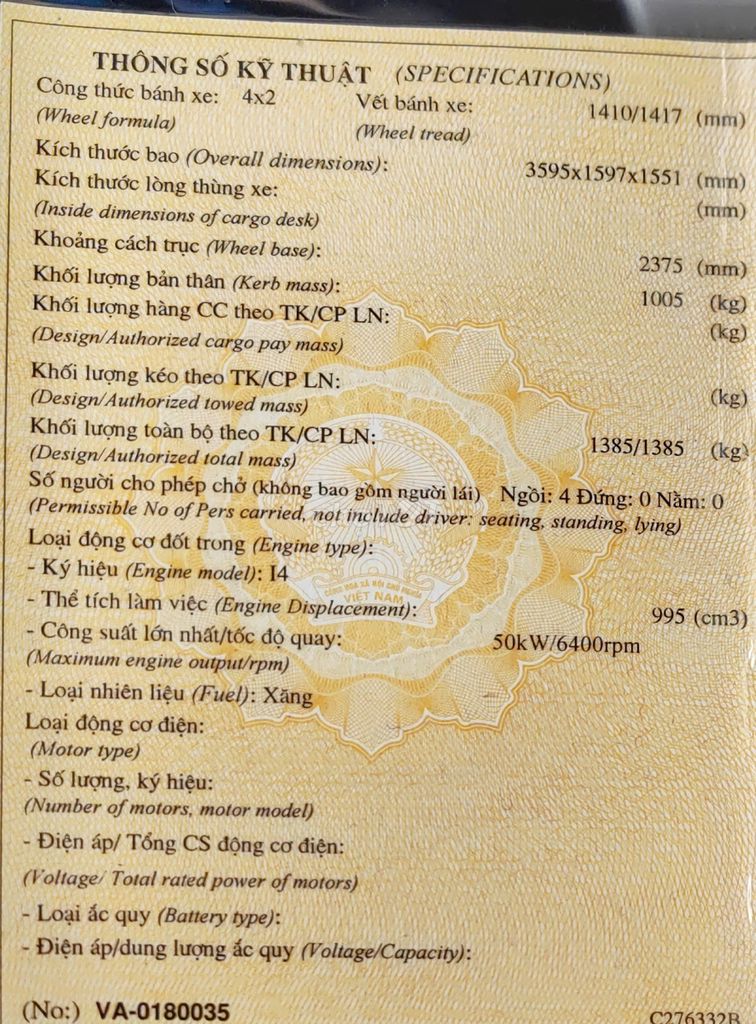 THÔNG SỐ KỸ THUẬT (SPECIFICATIONS)
Công thức bánh xe: 4x2 Vết bánh xe: 1410/1417 (mm)
(Wheel formula) (Wheel tread)
Kích thước bao (Overall dimensions): 3595x1597x1551 (mm)
Kích thước lòng thùng xe: (mm)
(Inside dimensions of cargo desk)
Khoảng cách trục (Wheel base): 2375 (mm)
Khối lượng bản thân (Kerb mass): 1005 (kg)
Khối lượng hàng CC theo TK/CP LN: (kg)
(Design/Authorized cargo pay mass)
Khối lượng kéo theo TK/CP LN: (kg)
(Design/Authorized towed mass)
Khối lượng toàn bộ theo TK/CP LN: 1385/1385 (kg)
(Design/Authorized total mass)
Số người cho phép chở (không bao gồm người lái) Ngồi: 4 Đứng: 0 Nằm: 0
(Permissible No of Pers carried, not include driver: seating, standing, lying)
Loại động cơ đốt trong (Engine type):
- Ký hiệu (Engine model): I4
CỘNG HÒA XÃ HỘI CHỦ NGHĨA
VIỆT NAM
- Thể tích làm việc (Engine Displacement): 995 (cm3)
- Công suất lớn nhất/tốc độ quay: 50kW/6400rpm
(Maximum engine output/rpm)
- Loại nhiên liệu (Fuel): Xăng
Loại động cơ điện:
(Motor type)
- Số lượng, ký hiệu:
(Number of motors, motor model)
- Điện áp/ Tổng CS động cơ điện:
(Voltage/ Total rated power of motors)
- Loại ắc quy (Battery type):
- Điện áp/dung lượng ắc quy (Voltage/Capacity):
(No:) VA-0180035 C276332B